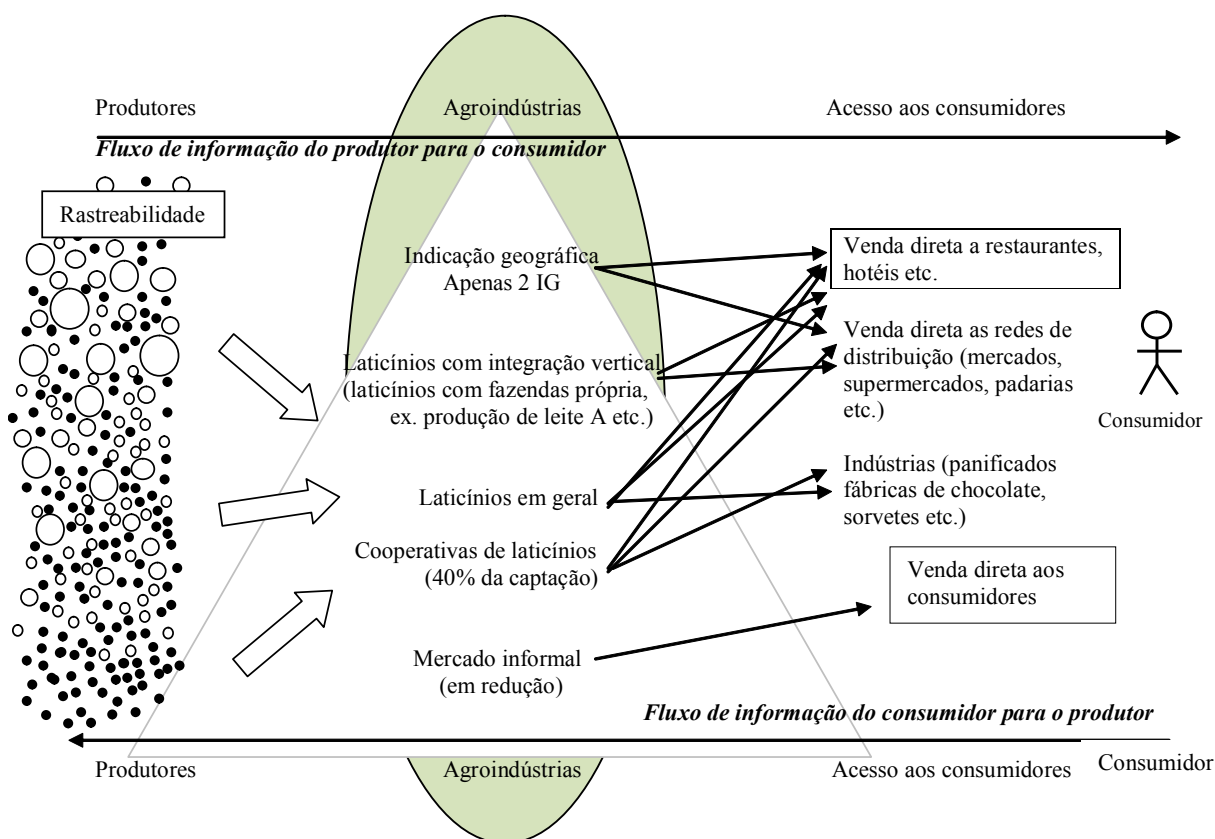 Produtores
Agroindústrias
Acesso aos consumidores
Fluxo de informação do produtor para o consumidor
Rastreabilidade
Indicação geográfica
Apenas 2 IG
Laticínios com integração vertical
(laticínios com fazendas própria,
ex. produção de leite A etc.)
Laticínios em geral
Cooperativas de laticínios
(40% da captação)
Mercado informal
(em redução)
Venda direta a restaurantes,
hotéis etc.
Venda direta as redes de
distribuição (mercados,
supermercados, padarias
etc.)
Indústrias (panificados
fábricas de chocolate,
sorvetes etc.)
Venda direta aos
consumidores
Consumidor
Fluxo de informação do consumidor para o produtor
Produtores
Agroindústrias
Acesso aos consumidores
Consumidor